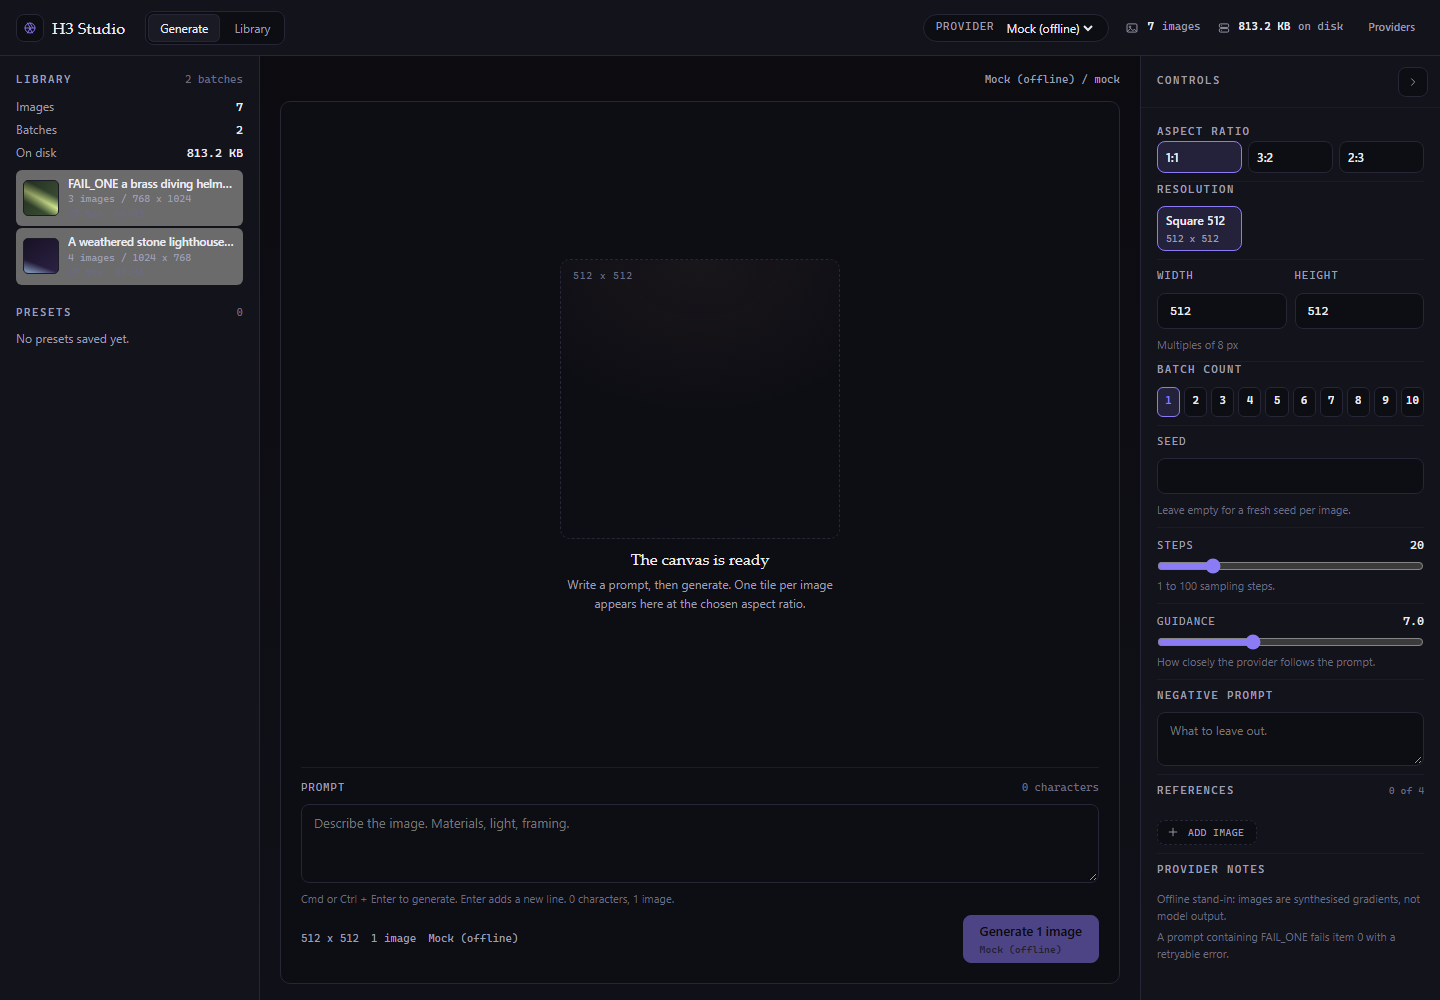 H3 Studio
Generate
Library
PROVIDER
Mock (offline)
7 images
813.2 KB on disk
Providers
LIBRARY
2 batches
Images
7
Batches
2
On disk
813.2 KB
FAIL_ONE a brass diving helm...
3 images / 768 x 1024
A weathered stone lighthouse...
4 images / 1024 x 768
PRESETS
0
No presets saved yet.
Mock (offline) / mock
512 x 512
The canvas is ready
Write a prompt, then generate. One tile per image
appears here at the chosen aspect ratio.
PROMPT
0 characters
Describe the image. Materials, light, framing.
Cmd or Ctrl + Enter to generate. Enter adds a new line. 0 characters, 1 image.
512 x 512 1 image Mock (offline)
Generate 1 image
Mock (offline)
CONTROLS
ASPECT RATIO
1:1
3:2
2:3
RESOLUTION
Square 512
512 x 512
WIDTH
HEIGHT
512
512
Multiples of 8 px
BATCH COUNT
1 2 3 4 5 6 7 8 9 10
SEED
Leave empty for a fresh seed per image.
STEPS
20
1 to 100 sampling steps.
GUIDANCE
7.0
How closely the provider follows the prompt.
NEGATIVE PROMPT
What to leave out.
REFERENCES
0 of 4
+ ADD IMAGE
PROVIDER NOTES
Offline stand-in: images are synthesised gradients, not
model output.
A prompt containing FAIL_ONE fails item 0 with a
retryable error.